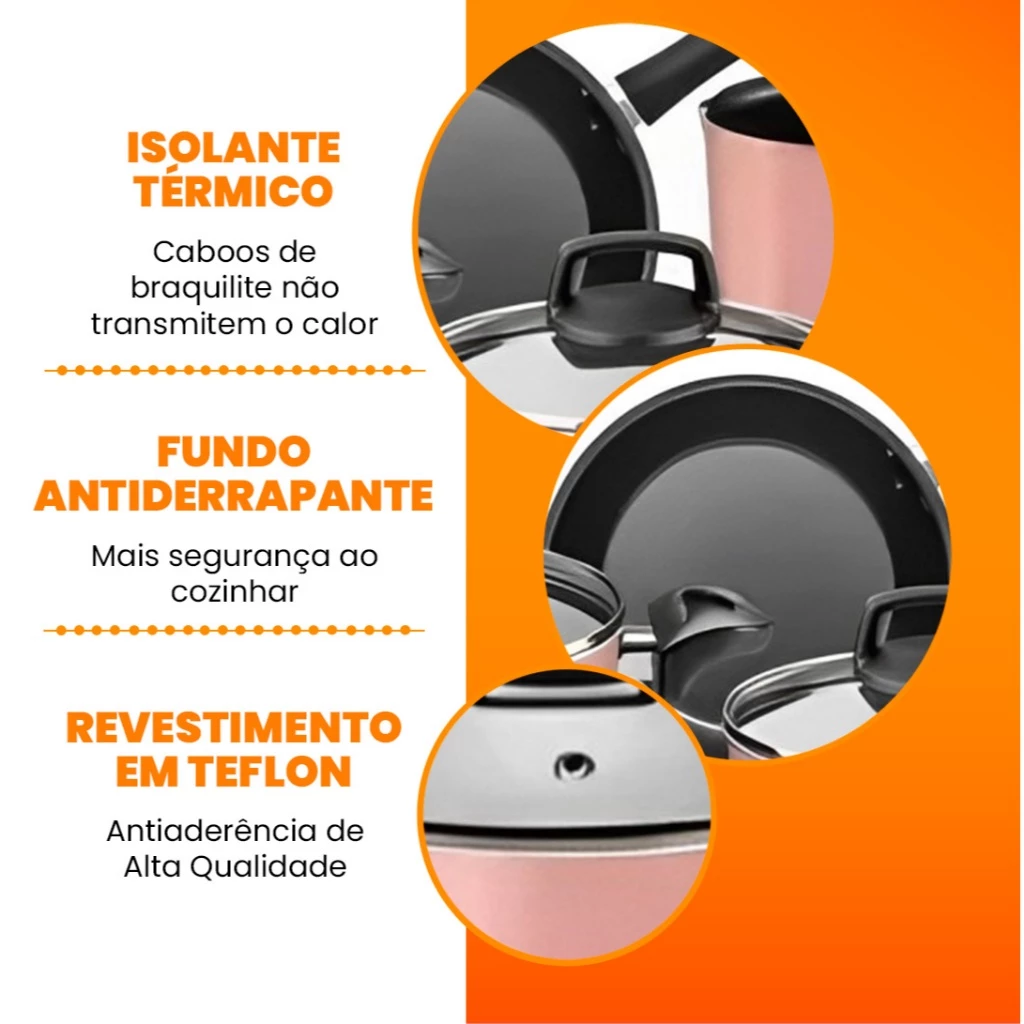 ISOLANTE
TÉRMICO
Caboos de
braquilite não
transmitem o calor
FUNDO
ANTIDERRAPANTE
Mais segurança ao
cozinhar
REVESTIMENTO
EM TEFLON
Antiaderência de
Alta Qualidade